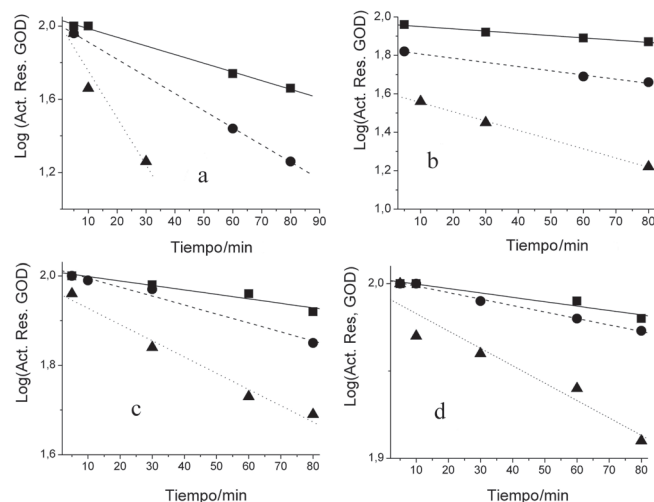 Log (Act. Res. GOD)
2,0
1,6
1,2
0 10 20 30 40 50 60 70 80 90
Tiempo/min
a
Log (Act. Res. GOD)
2,0
1,8
1,6
1,4
1,2
1,0
10 20 30 40 50 60 70 80
Tiempo/min
b
Log(Act. Res. GOD)
2,0
1,8
1,6
10 20 30 40 50 60 70 80
Tiempo/min
c
Log(Act. Res, GOD)
2,0
1,9
10 20 30 40 50 60 70 80
Tiempo/min
d